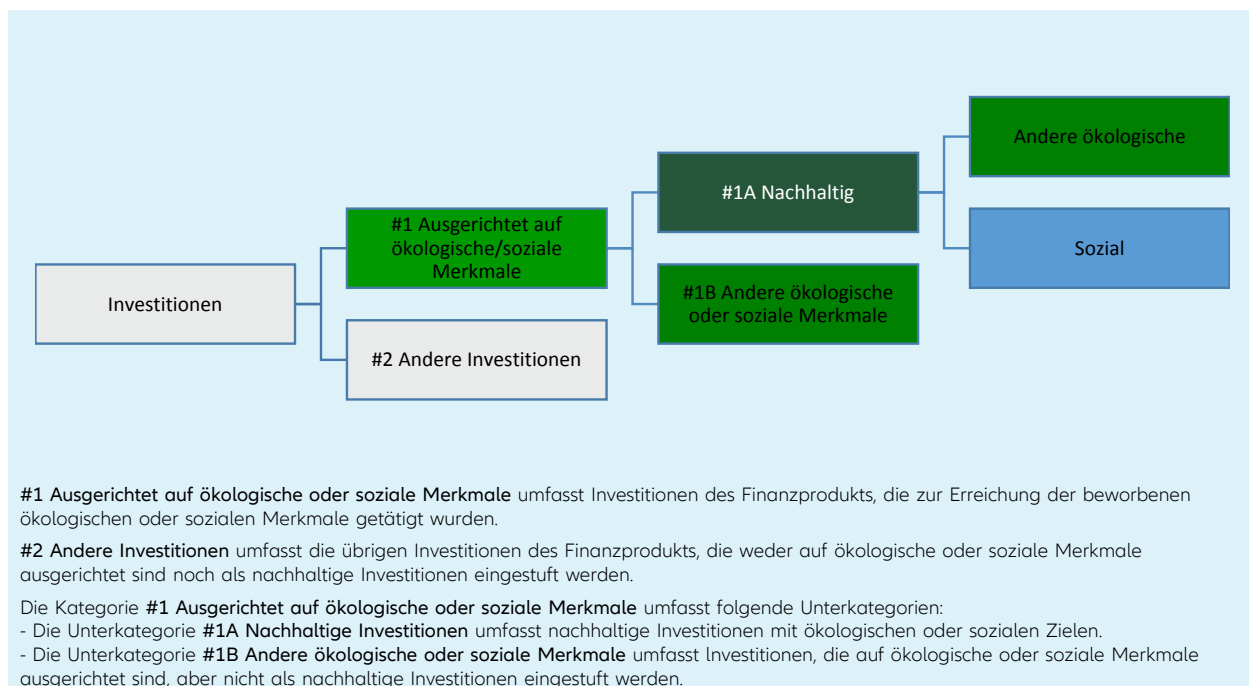 Andere ökologische
#1A Nachhaltig
#1 Ausgerichtet auf
ökologische/soziale
Merkmale
Sozial
#1B Andere ökologische
oder soziale Merkmale
Investitionen
#2 Andere Investitionen
#1 Ausgerichtet auf ökologische oder soziale Merkmale umfasst Investitionen des Finanzprodukts, die zur Erreichung der beworbenen
ökologischen oder sozialen Merkmale getätigt wurden.
#2 Andere Investitionen umfasst die übrigen Investitionen des Finanzprodukts, die weder auf ökologische oder soziale Merkmale
ausgerichtet sind noch als nachhaltige Investitionen eingestuft werden.
Die Kategorie #1 Ausgerichtet auf ökologische oder soziale Merkmale umfasst folgende Unterkategorien:
- Die Unterkategorie #1A Nachhaltige Investitionen umfasst nachhaltige Investitionen mit ökologischen oder sozialen Zielen.
- Die Unterkategorie #1B Andere ökologische oder soziale Merkmale umfasst lnvestitionen, die auf ökologische oder soziale Merkmale
ausgerichtet sind, aber nicht als nachhaltige Investitionen eingestuft werden.